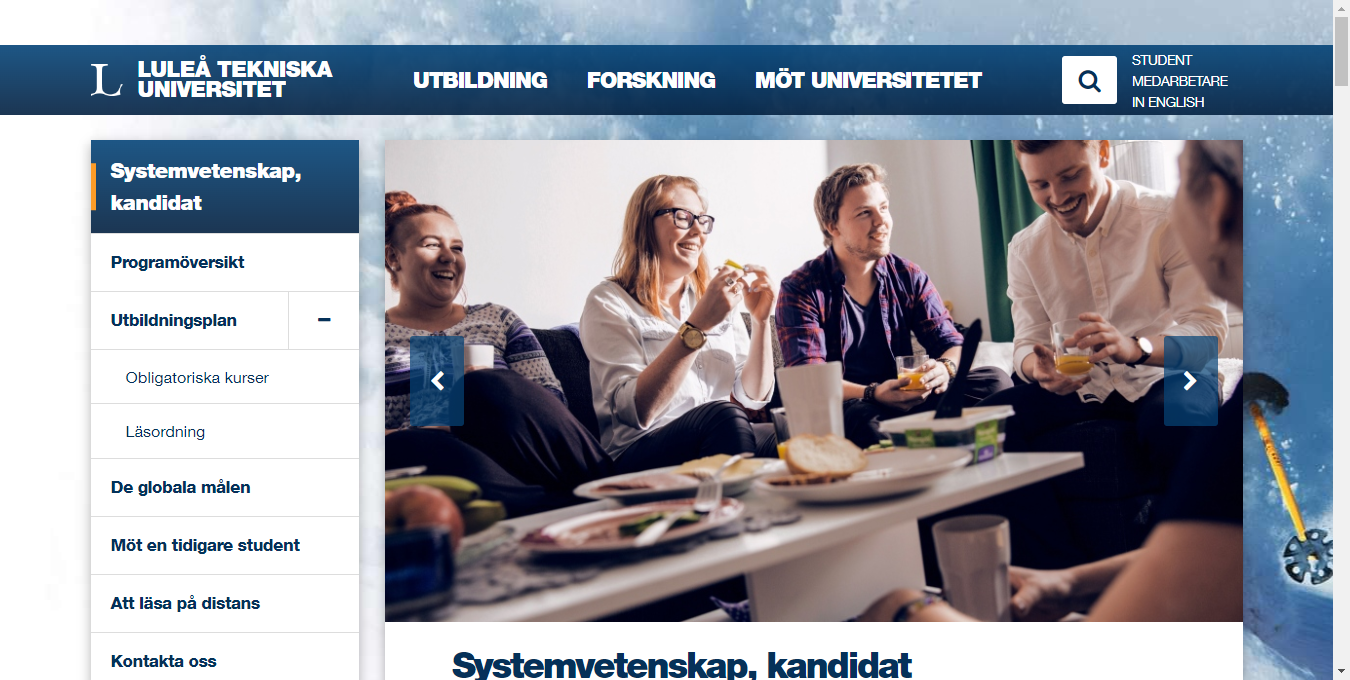 L
LULEÅ TEKNISKA
UNIVERSITET
UTBILDNING
FORSKNING
MÖT UNIVERSITETET
STUDENT
MEDARBETARE
IN ENGLISH
Systemvetenskap,
kandidat
Programöversikt
Utbildningsplan
Obligatoriska kurser
Läsordning
De globala målen
Möt en tidigare student
Att läsa på distans
Kontakta oss
Systemvetenskap, kandidat